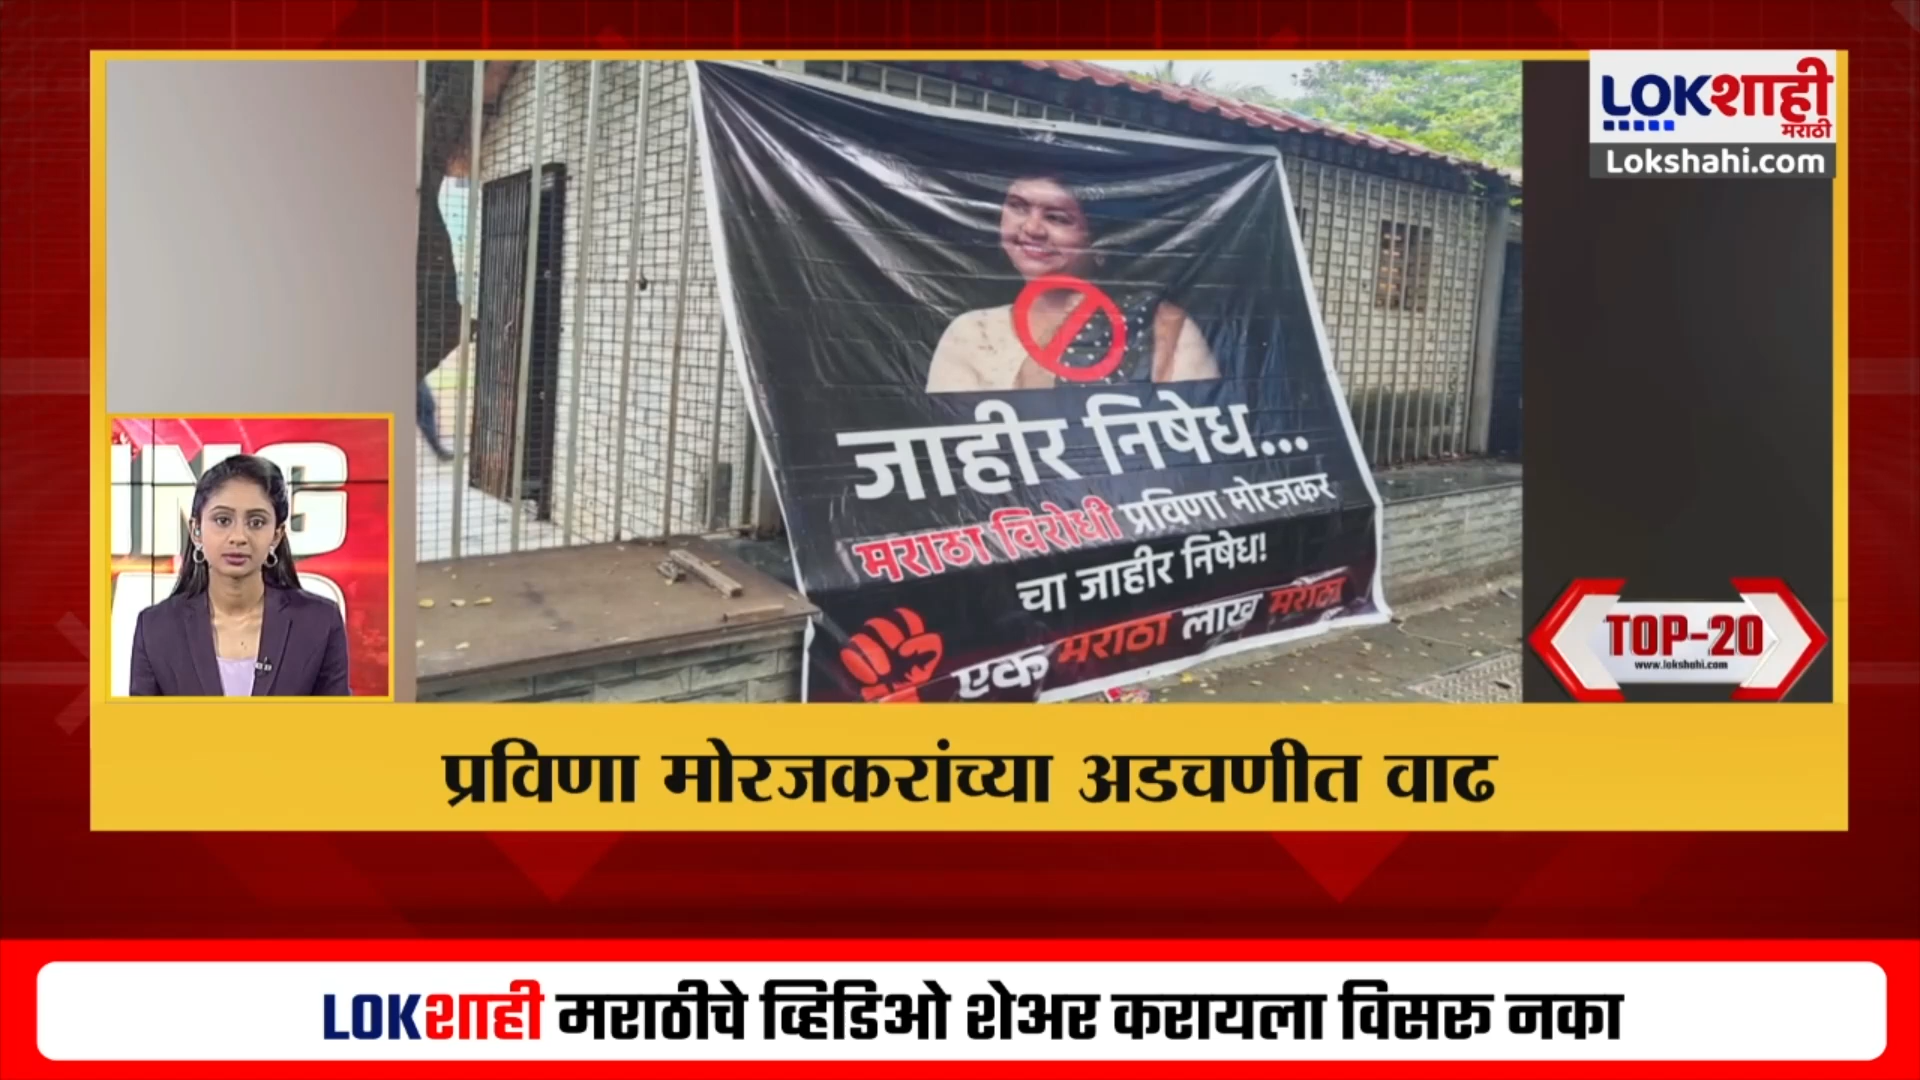 LOKशाही
मराठी
Lokshahi.com
जाहीर निषेध...
मराठा विरोधी प्रविणा मोरजकर
चा जाहीर निषेध!
एक मराठा लाख मराठा
ING
TOP-20
www.lokshahi.com
प्रविणा मोरजकरांच्या अडचणीत वाढ
LOKशाही मराठीचे व्हिडिओ शेअर करायला विसरू नका